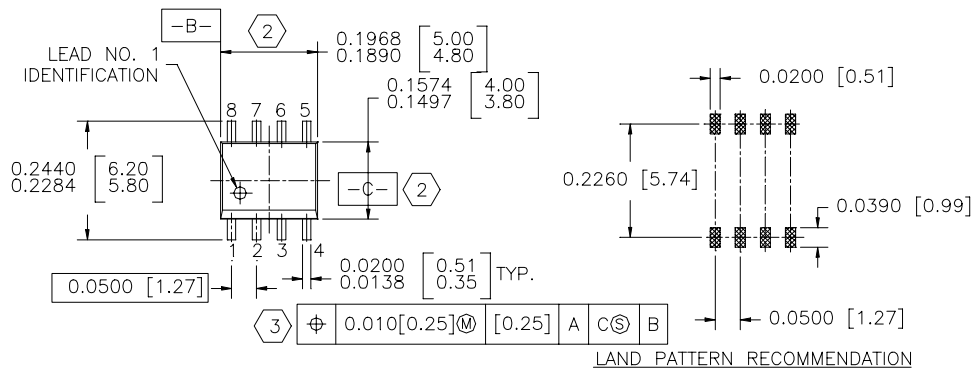 -B-
2
LEAD NO. 1
IDENTIFICATION
0.1968 [5.00]
0.1890 [4.80]
0.1574 [4.00]
0.1497 [3.80]
8 7 6 5
0.2440 [6.20]
0.2284 [5.80]
-C- 2
1 2 3 4
0.0500 [1.27]
0.0200 [0.51] TYP.
0.0138 [0.35]
3 ⌖ 0.010[0.25]Ⓜ [0.25] A CⓈ B
0.0200 [0.51]
0.2260 [5.74]
0.0390 [0.99]
0.0500 [1.27]
LAND PATTERN RECOMMENDATION